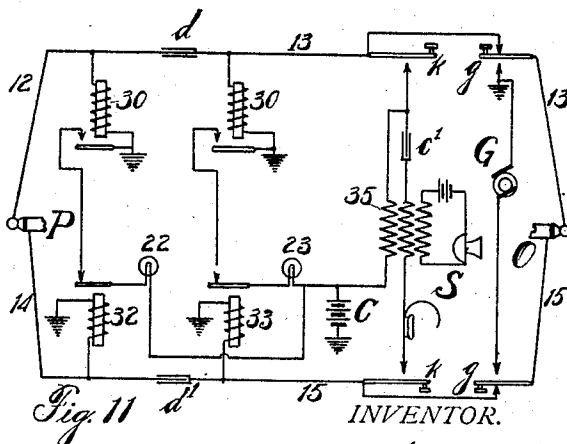 d 13 k g
12 30 30 13
c¹ G
35
P 22 23 S O
14 32 33 C 15
d¹ 15 k g
Fig. 11 INVENTOR.